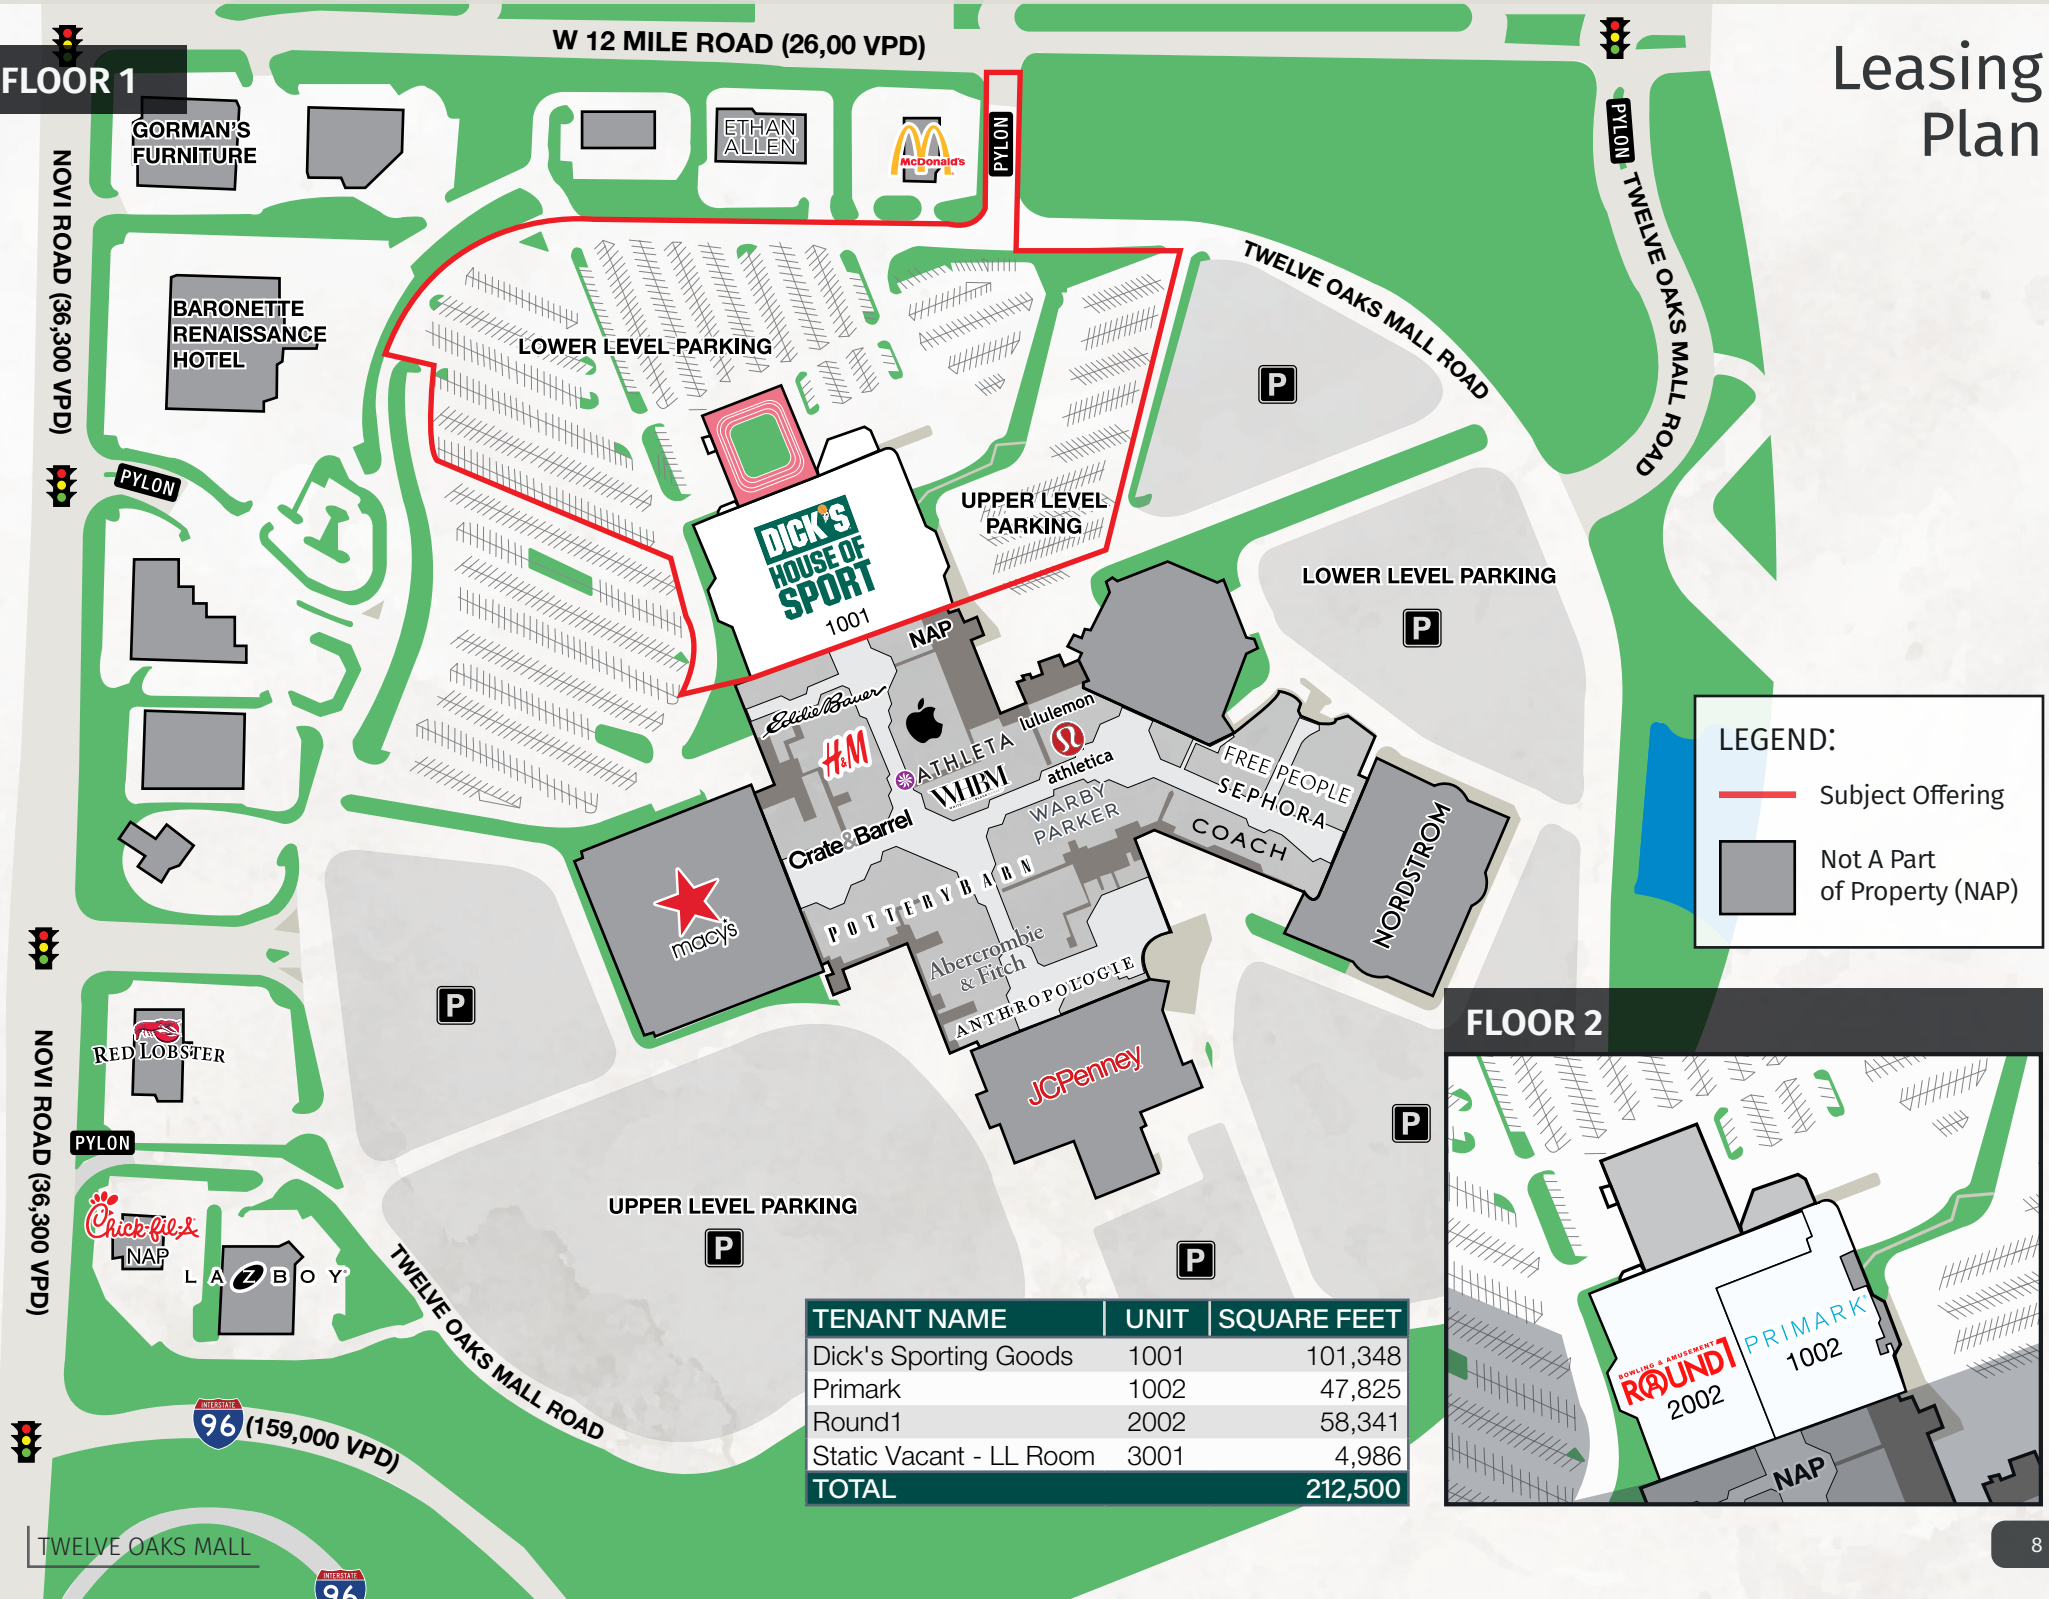 Leasing
Plan
FLOOR 1
W 12 MILE ROAD (26,00 VPD)
GORMAN'S
FURNITURE
ETHAN
ALLEN
McDonald's
PYLON
PYLON
NOVI ROAD (36,300 VPD)
TWELVE OAKS MALL ROAD
TWELVE OAKS MALL ROAD
BARONETTE
RENAISSANCE
HOTEL
LOWER LEVEL PARKING
P
PYLON
UPPER LEVEL
PARKING
DICK'S
HOUSE OF
SPORT
1001
NAP
LOWER LEVEL PARKING
P
Eddie Bauer
H&M
ATHLETA
WHBM
lululemon
athletica
FREE PEOPLE
SEPHORA
WARBY
PARKER
COACH
Crate&Barrel
NORDSTROM
macy's
POTTERY BARN
Abercrombie
& Fitch
ANTHROPOLOGIE
JCPenney
LEGEND:
Subject Offering
Not A Part
of Property (NAP)
P
RED LOBSTER
NOVI ROAD (36,300 VPD)
PYLON
Chick-fil-A
NAP
LA Z BOY
UPPER LEVEL PARKING
P
P
P
TWELVE OAKS MALL ROAD
INTERSTATE
96
(159,000 VPD)
INTERSTATE
96
TENANT NAME UNIT SQUARE FEET
Dick's Sporting Goods 1001 101,348
Primark 1002 47,825
Round1 2002 58,341
Static Vacant - LL Room 3001 4,986
TOTAL 212,500
FLOOR 2
BOWLING & AMUSEMENT
ROUND1
2002
PRIMARK
1002
NAP
TWELVE OAKS MALL
8